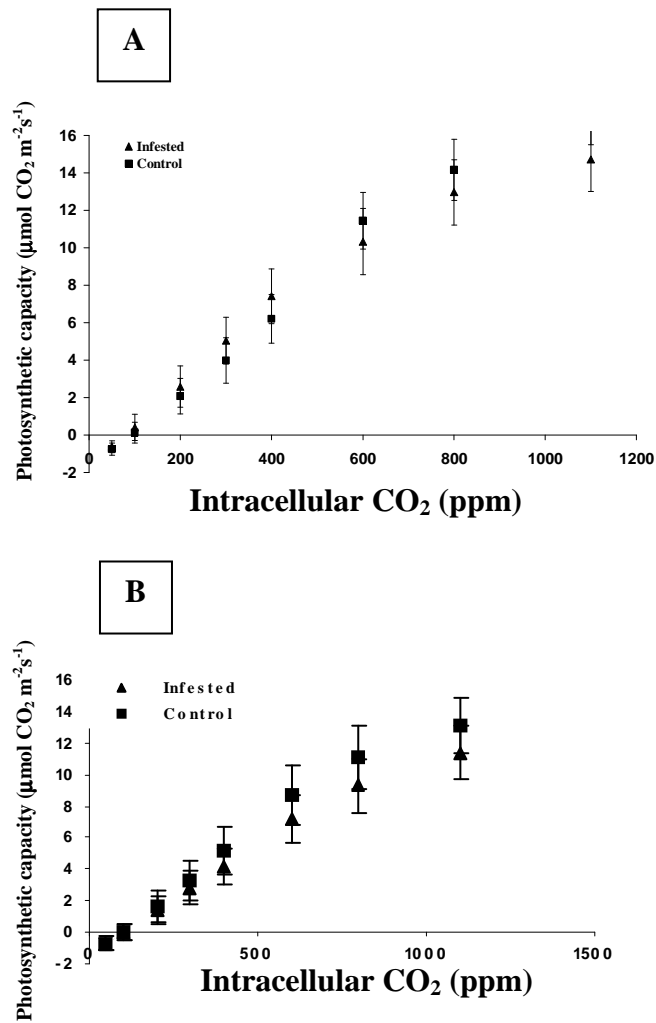 A
Photosynthetic capacity (µmol CO₂ m⁻²s⁻¹)
16
14
12
10
8
6
4
2
0
-2
Infested
Control
0 200 400 600 800 1000 1200
Intracellular CO₂ (ppm)
B
Photosynthetic capacity (µmol CO₂ m⁻²s⁻¹)
16
14
12
10
8
6
4
2
0
-2
Infested
Control
0 500 1000 1500
Intracellular CO₂ (ppm)